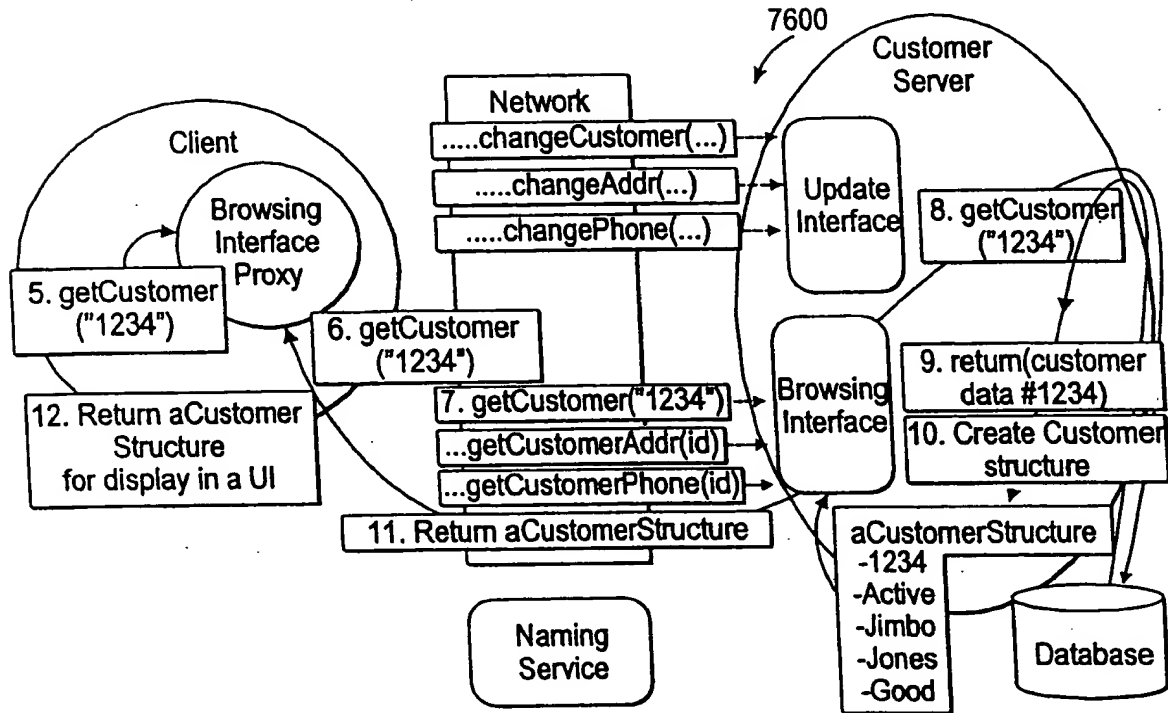 7600
Customer
Server
Network
Client
.....changeCustomer(...)
.....changeAddr(...)
.....changePhone(...)
Update
Interface
Browsing
Interface
Proxy
8. getCustomer
("1234")
5. getCustomer
("1234")
6. getCustomer
("1234")
7. getCustomer("1234")
...getCustomerAddr(id)
...getCustomerPhone(id)
Browsing
Interface
9. return(customer
data #1234)
10. Create Customer
structure
12. Return aCustomer
Structure
for display in a UI
11. Return aCustomerStructure
aCustomerStructure
-1234
-Active
-Jimbo
-Jones
-Good
Naming
Service
Database